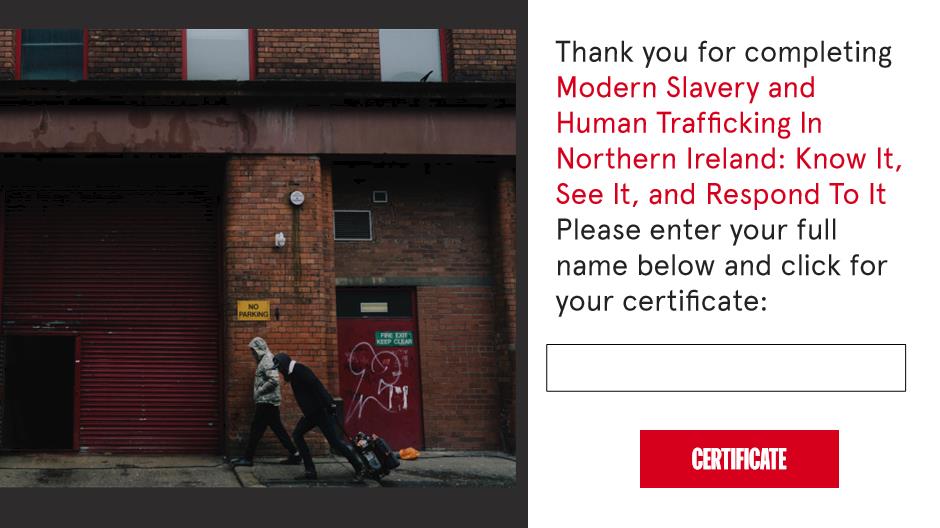 Thank you for completing
Modern Slavery and
Human Trafficking In
Northern Ireland: Know It,
See It, and Respond To It
Please enter your full
name below and click for
your certificate:
CERTIFICATE
NO
PARKING
FIRE EXIT
KEEP CLEAR